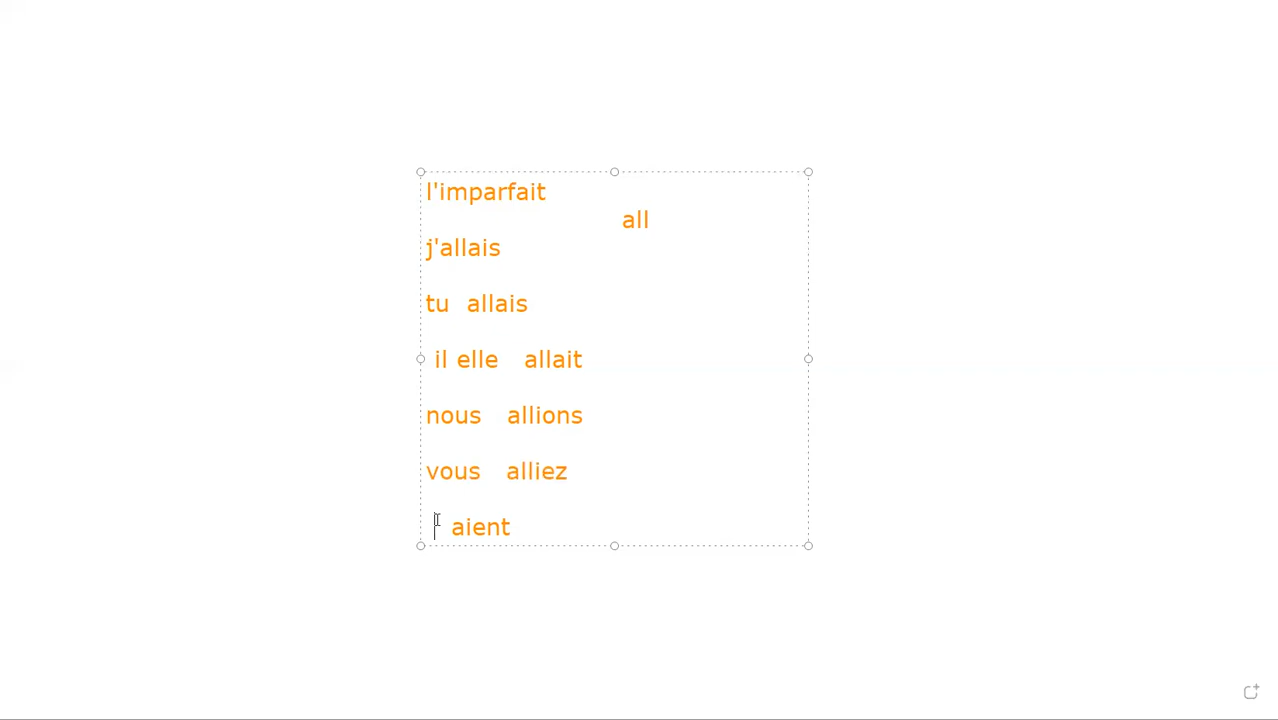 l'imparfait
all
j'allais
tu allais
il elle allait
nous allions
vous alliez
aient